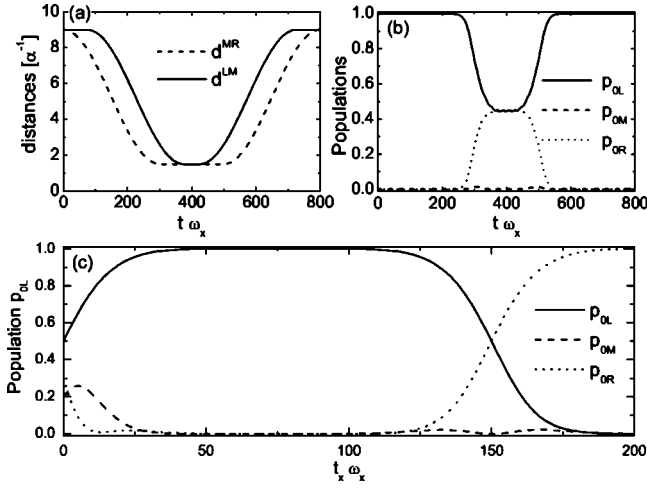 (a)
distances [α⁻¹]
10
8
6
4
2
0
d^MR
d^LM
0 200 400 600 800
t ω_x
(b)
Populations
1.0
0.8
0.6
0.4
0.2
0.0
p_0L
p_0M
p_0R
0 200 400 600 800
t ω_x
(c)
Population p_0L
1.0
0.8
0.6
0.4
0.2
0.0
p_0L
p_0M
p_0R
0 50 100 150 200
t_x ω_x